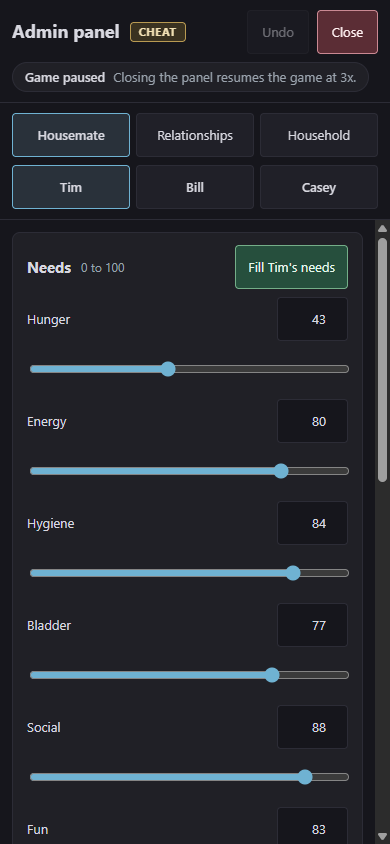 Admin panel CHEAT Undo Close
Game paused Closing the panel resumes the game at 3x.
Housemate Relationships Household
Tim Bill Casey
Needs 0 to 100 Fill Tim's needs
Hunger 43
Energy 80
Hygiene 84
Bladder 77
Social 88
Fun 83